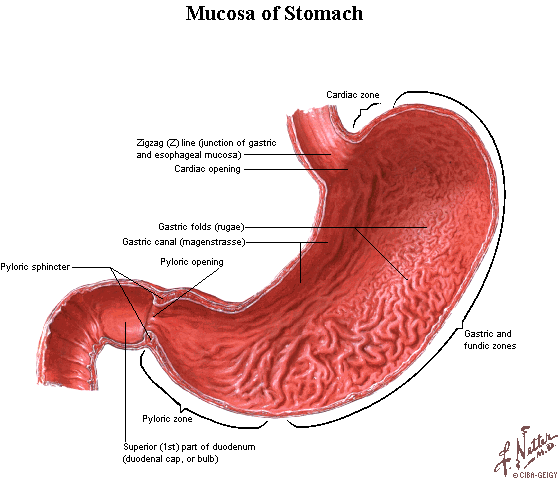 Mucosa of Stomach
Cardiac zone
Zigzag (Z) line (junction of gastric
and esophageal mucosa)
Cardiac opening
Gastric folds (rugae)
Gastric canal (magenstrasse)
Pyloric sphincter
Pyloric opening
Gastric and
fundic zones
Pyloric zone
Superior (1st) part of duodenum
(duodenal cap, or bulb)
F. Netter
M.D.
© CIBA-GEIGY